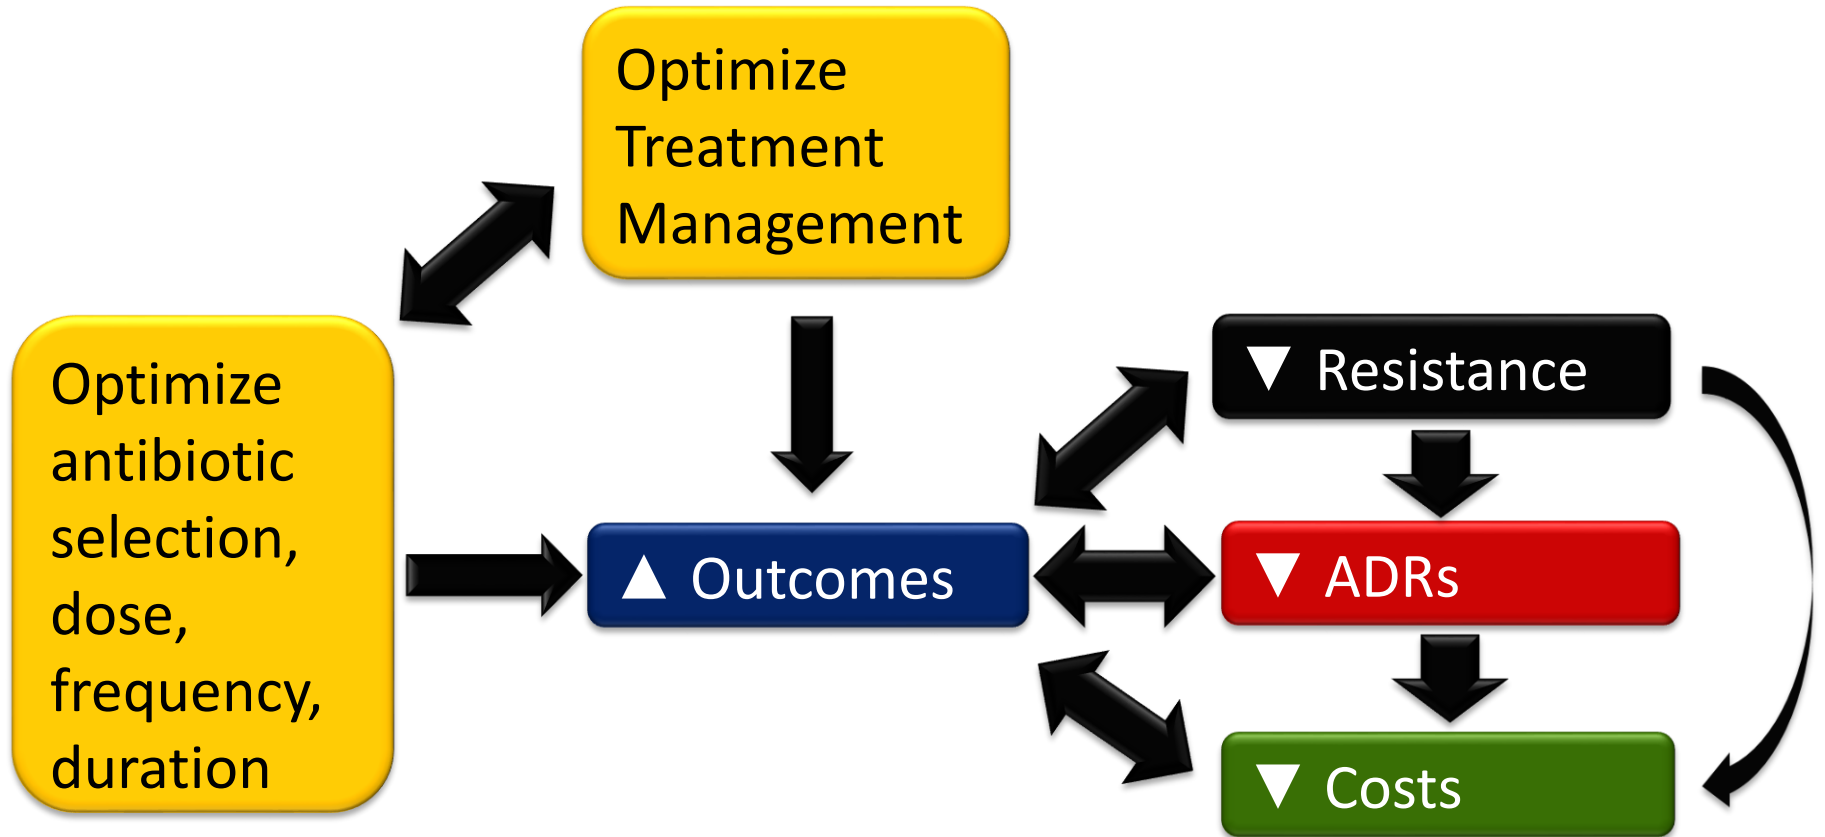 Optimize
Treatment
Management
Optimize
antibiotic
selection,
dose,
frequency,
duration
▲ Outcomes
▼ Resistance
▼ ADRs
▼ Costs